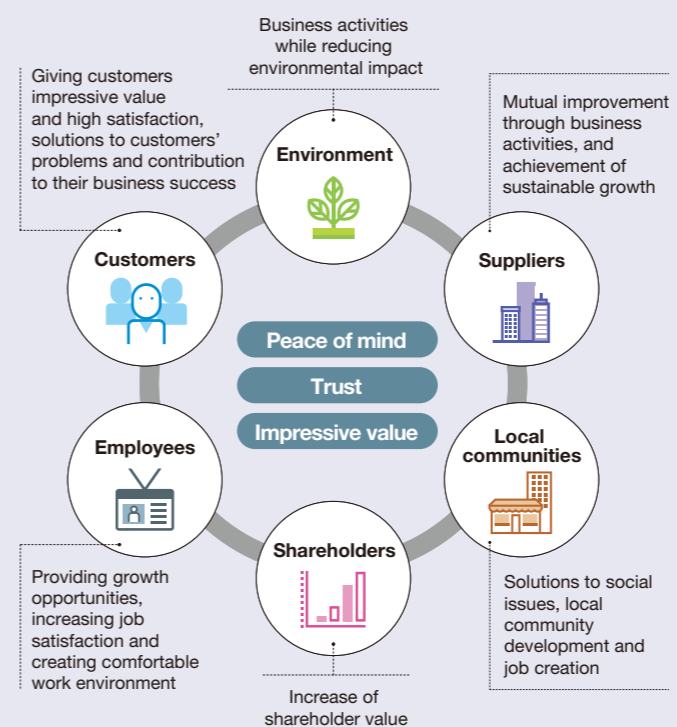 Business activities
while reducing
environmental impact
Giving customers
impressive value
and high satisfaction,
solutions to customers’
problems and contribution
to their business success
Mutual improvement
through business
activities, and
achievement of
sustainable growth
Environment
Customers
Suppliers
Peace of mind
Trust
Impressive value
Employees
Local
communities
Shareholders
Providing growth
opportunities,
increasing job
satisfaction and
creating comfortable
work environment
Solutions to social
issues, local
community
development and
job creation
Increase of
shareholder value